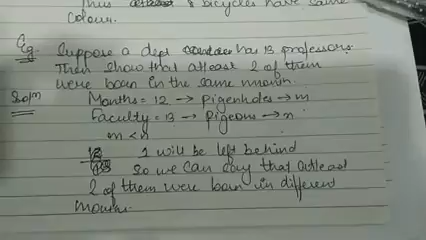 Thus atleast 8 bicycles have same
colour.
Eg. Suppose a dept has 13 professors.
Then show that atleast 2 of them
were born in the same month.
Soln Months = 12 → pigenholes → m
Faculty = 13 → pigeons → n
m < n
1 will be left behind
So we can say that atleast
2 of them were born in different
months.